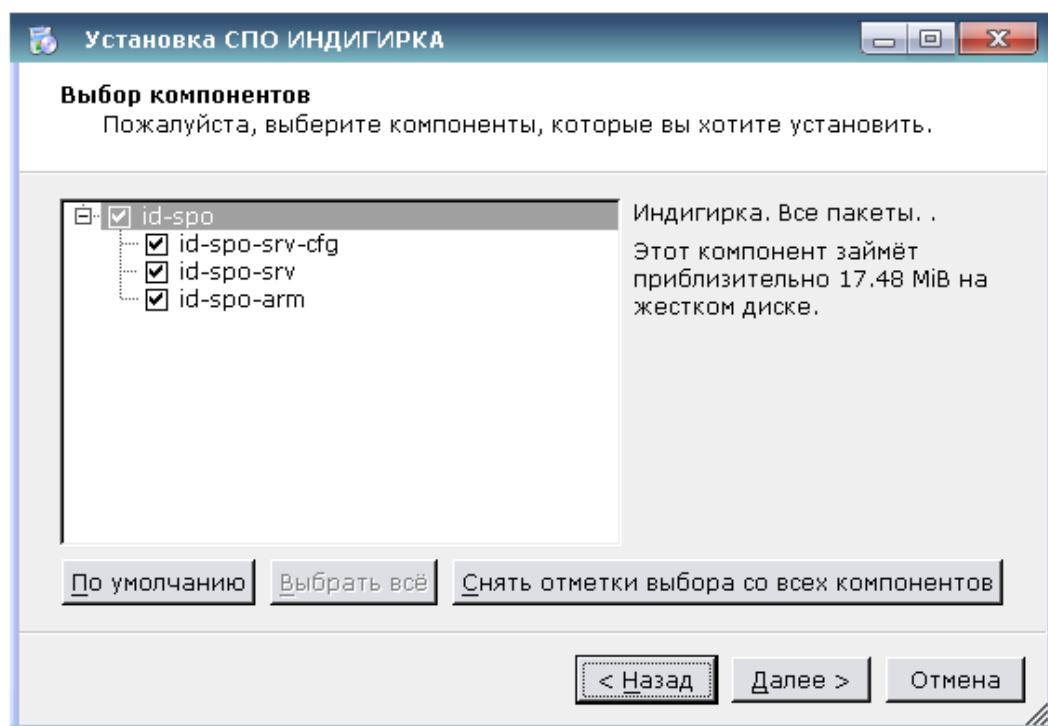 Установка СПО ИНДИГИРКА
Выбор компонентов
Пожалуйста, выберите компоненты, которые вы хотите установить.
id-spo
id-spo-srv-cfg
id-spo-srv
id-spo-arm
Индигирка. Все пакеты. .
Этот компонент займёт
приблизительно 17.48 MiB на
жестком диске.
По умолчанию
Выбрать всё
Снять отметки выбора со всех компонентов
< Назад
Далее >
Отмена